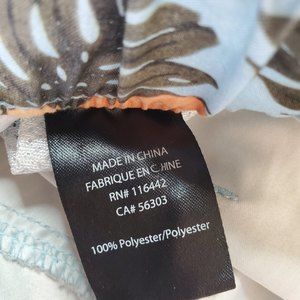 MADE IN CHINA
FABRIQUE EN CHINE
RN# 116442
CA# 56303
100% Polyester/Polyester